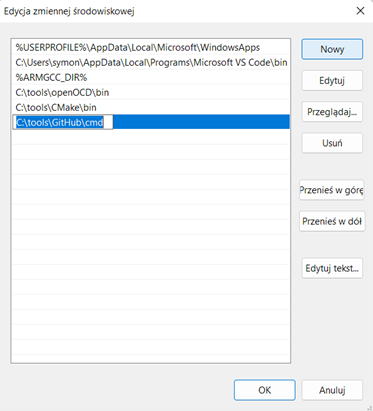 Edycja zmiennej środowiskowej
%USERPROFILE%\AppData\Local\Microsoft\WindowsApps
C:\Users\symon\AppData\Local\Programs\Microsoft VS Code\bin
%ARMGCC_DIR%
C:\tools\openOCD\bin
C:\tools\CMake\bin
C:\tools\GitHub\cmd
Nowy
Edytuj
Przeglądaj...
Usuń
Przenieś w górę
Przenieś w dół
Edytuj tekst...
OK
Anuluj